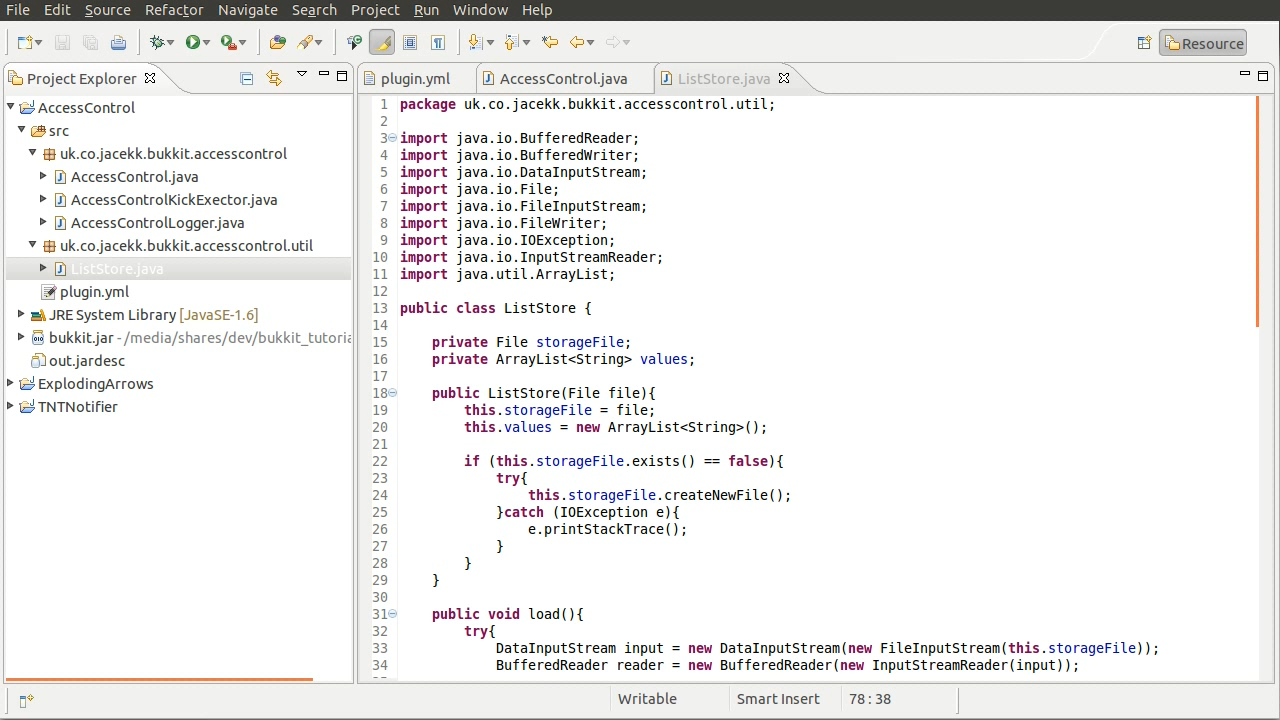 File Edit Source Refactor Navigate Search Project Run Window Help
Resource
Project Explorer
plugin.yml AccessControl.java ListStore.java
AccessControl
src
uk.co.jacekk.bukkit.accesscontrol
AccessControl.java
AccessControlKickExector.java
AccessControlLogger.java
uk.co.jacekk.bukkit.accesscontrol.util
ListStore.java
plugin.yml
JRE System Library [JavaSE-1.6]
bukkit.jar - /media/shares/dev/bukkit_tutoria
out.jardesc
ExplodingArrows
TNTNotifier
1 package uk.co.jacekk.bukkit.accesscontrol.util;
2
3 import java.io.BufferedReader;
4 import java.io.BufferedWriter;
5 import java.io.DataInputStream;
6 import java.io.File;
7 import java.io.FileInputStream;
8 import java.io.FileWriter;
9 import java.io.IOException;
10 import java.io.InputStreamReader;
11 import java.util.ArrayList;
12
13 public class ListStore {
14
15     private File storageFile;
16     private ArrayList<String> values;
17
18     public ListStore(File file){
19         this.storageFile = file;
20         this.values = new ArrayList<String>();
21
22         if (this.storageFile.exists() == false){
23             try{
24                 this.storageFile.createNewFile();
25             }catch (IOException e){
26                 e.printStackTrace();
27             }
28         }
29     }
30
31     public void load(){
32         try{
33             DataInputStream input = new DataInputStream(new FileInputStream(this.storageFile));
34             BufferedReader reader = new BufferedReader(new InputStreamReader(input));
Writable Smart Insert 78 : 38